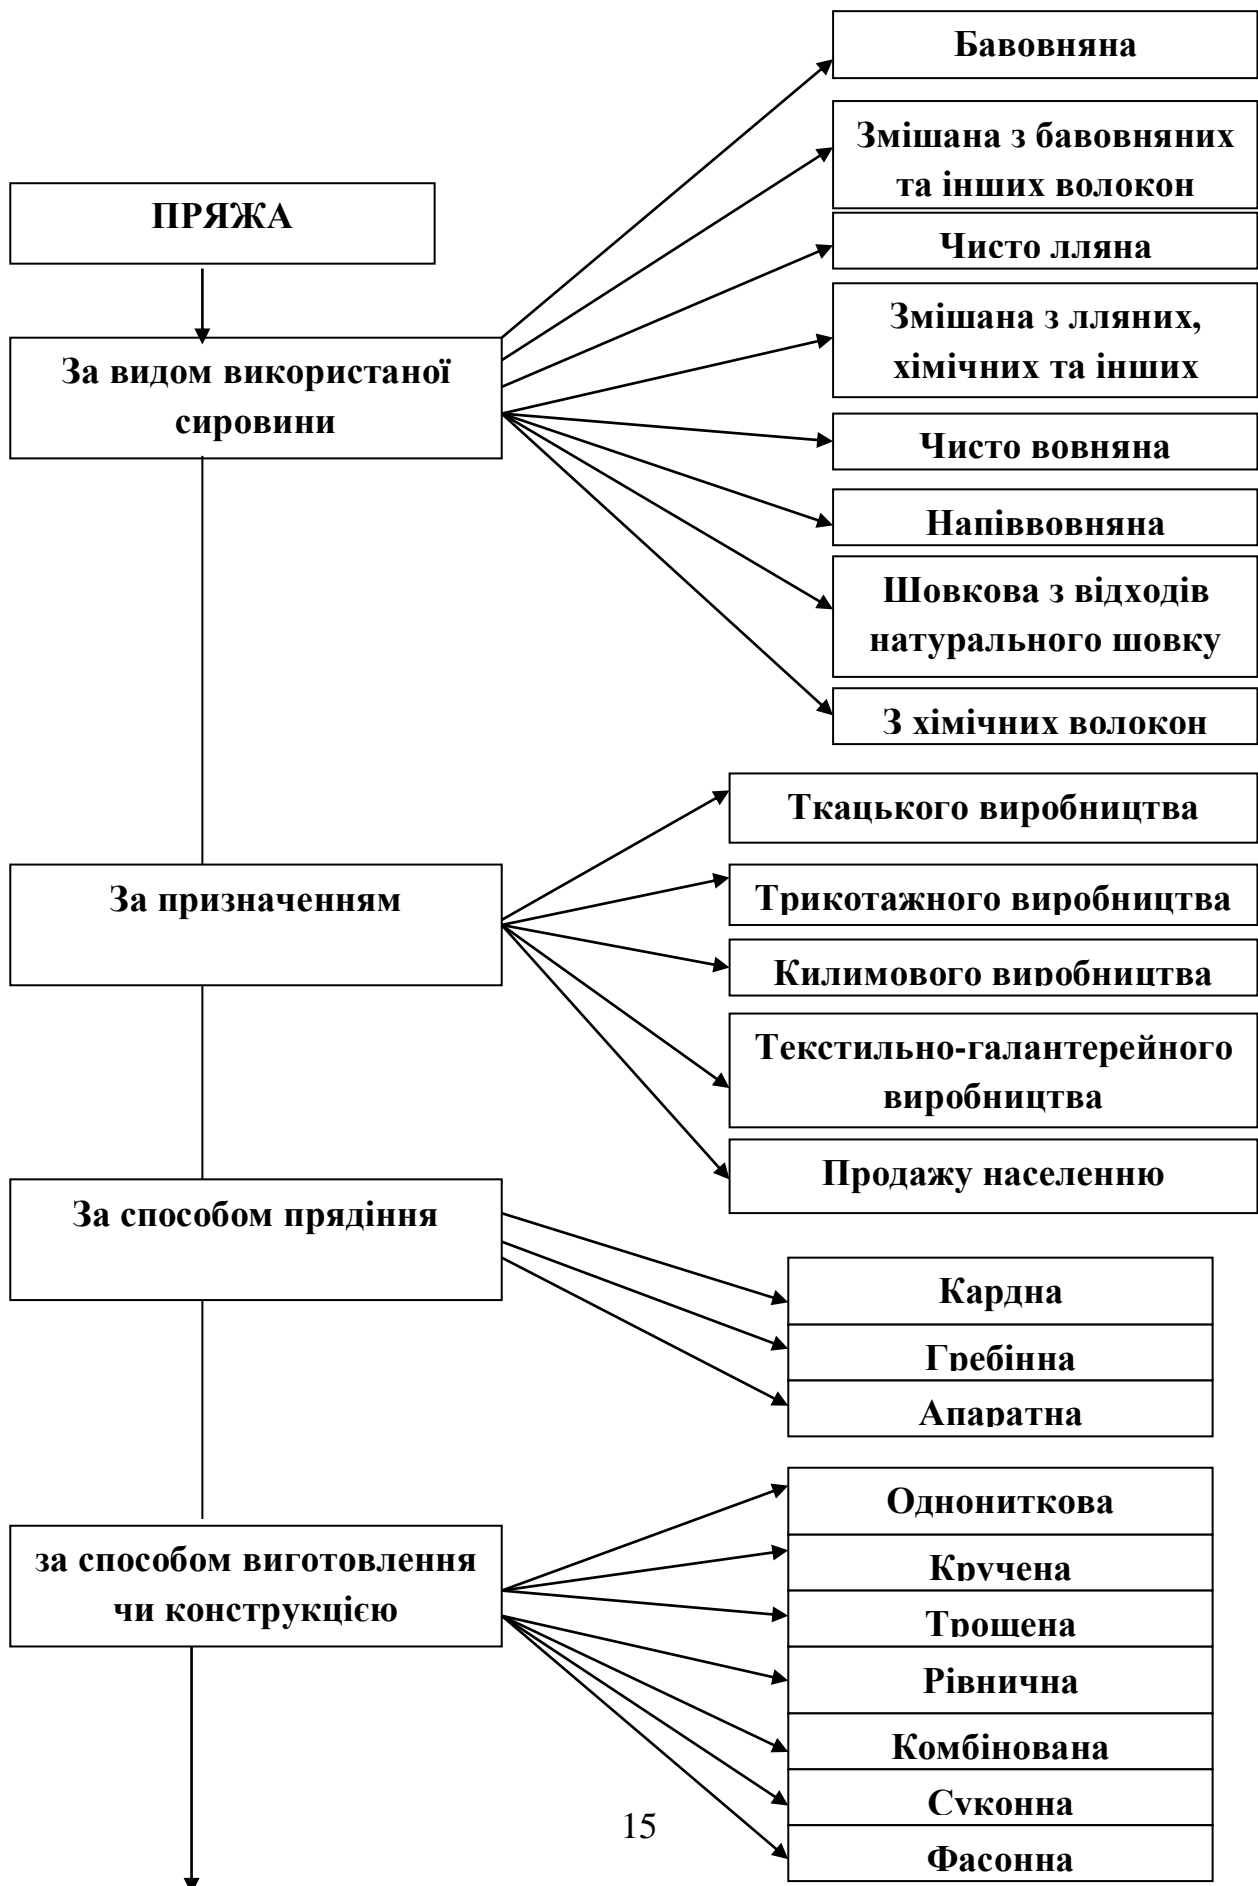 ПРЯЖА
За видом використаної
сировини
Бавовняна
Змішана з бавовняних
та інших волокон
Чисто лляна
Змішана з лляних,
хімічних та інших
Чисто вовняна
Напіввовняна
Шовкова з відходів
натурального шовку
З хімічних волокон
За призначенням
Ткацького виробництва
Трикотажного виробництва
Килимового виробництва
Текстильно-галантерейного
виробництва
Продажу населенню
За способом прядіння
Кардна
Гребінна
Апаратна
за способом виготовлення
чи конструкцією
Однониткова
Кручена
Трощена
Рівнична
Комбінована
Суконна
Фасонна
15